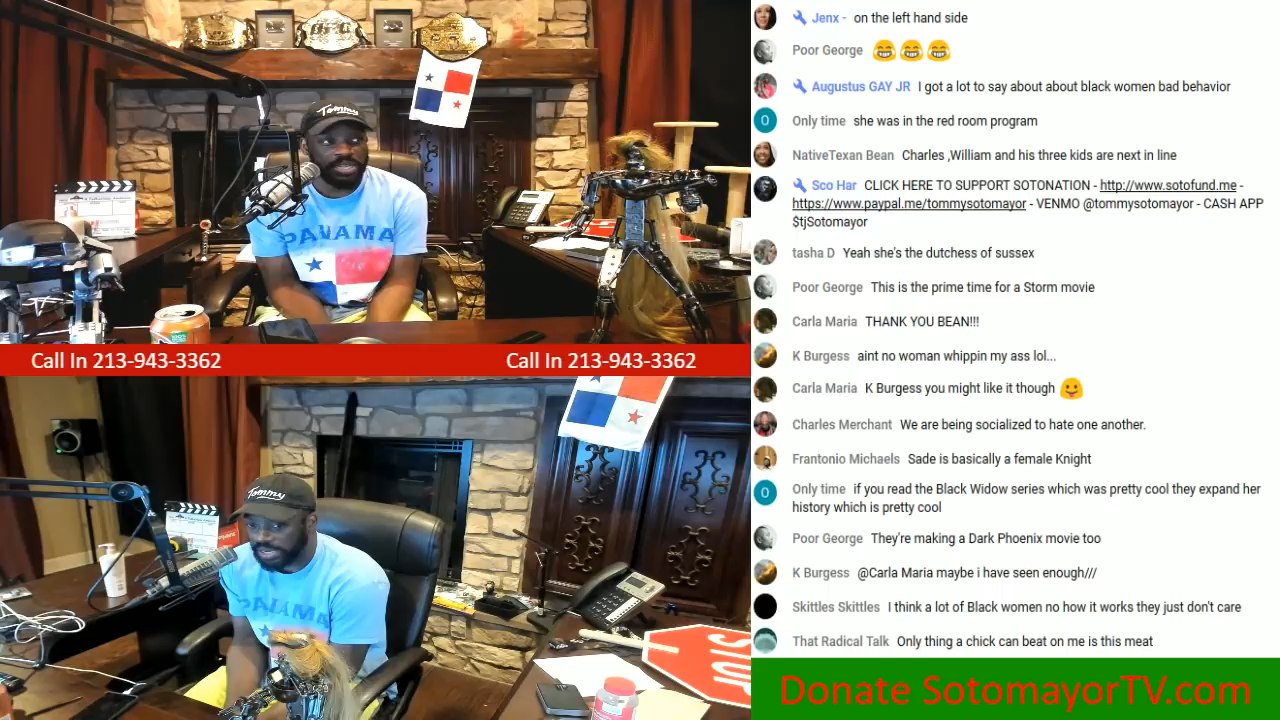 Tommy
PANAMA
Call In 213-943-3362
Call In 213-943-3362
Tommy
PANAMA
STOP
Jenx - on the left hand side
Poor George 😂😂😂
Augustus GAY JR I got a lot to say about about black women bad behavior
O
Only time she was in the red room program
NativeTexan Bean Charles ,William and his three kids are next in line
Sco Har CLICK HERE TO SUPPORT SOTONATION - http://www.sotofund.me -
https://www.paypal.me/tommysotomayor - VENMO @tommysotomayor - CASH APP
$tjSotomayor
tasha D Yeah she's the dutchess of sussex
Poor George This is the prime time for a Storm movie
Carla Maria THANK YOU BEAN!!!
K Burgess aint no woman whippin my ass lol...
Carla Maria K Burgess you might like it though 😛
Charles Merchant We are being socialized to hate one another.
Frantonio Michaels Sade is basically a female Knight
O
Only time if you read the Black Widow series which was pretty cool they expand her
history which is pretty cool
Poor George They're making a Dark Phoenix movie too
K Burgess @Carla Maria maybe i have seen enough///
Skittles Skittles I think a lot of Black women no how it works they just don't care
That Radical Talk Only thing a chick can beat on me is this meat
Donate SotomayorTV.com